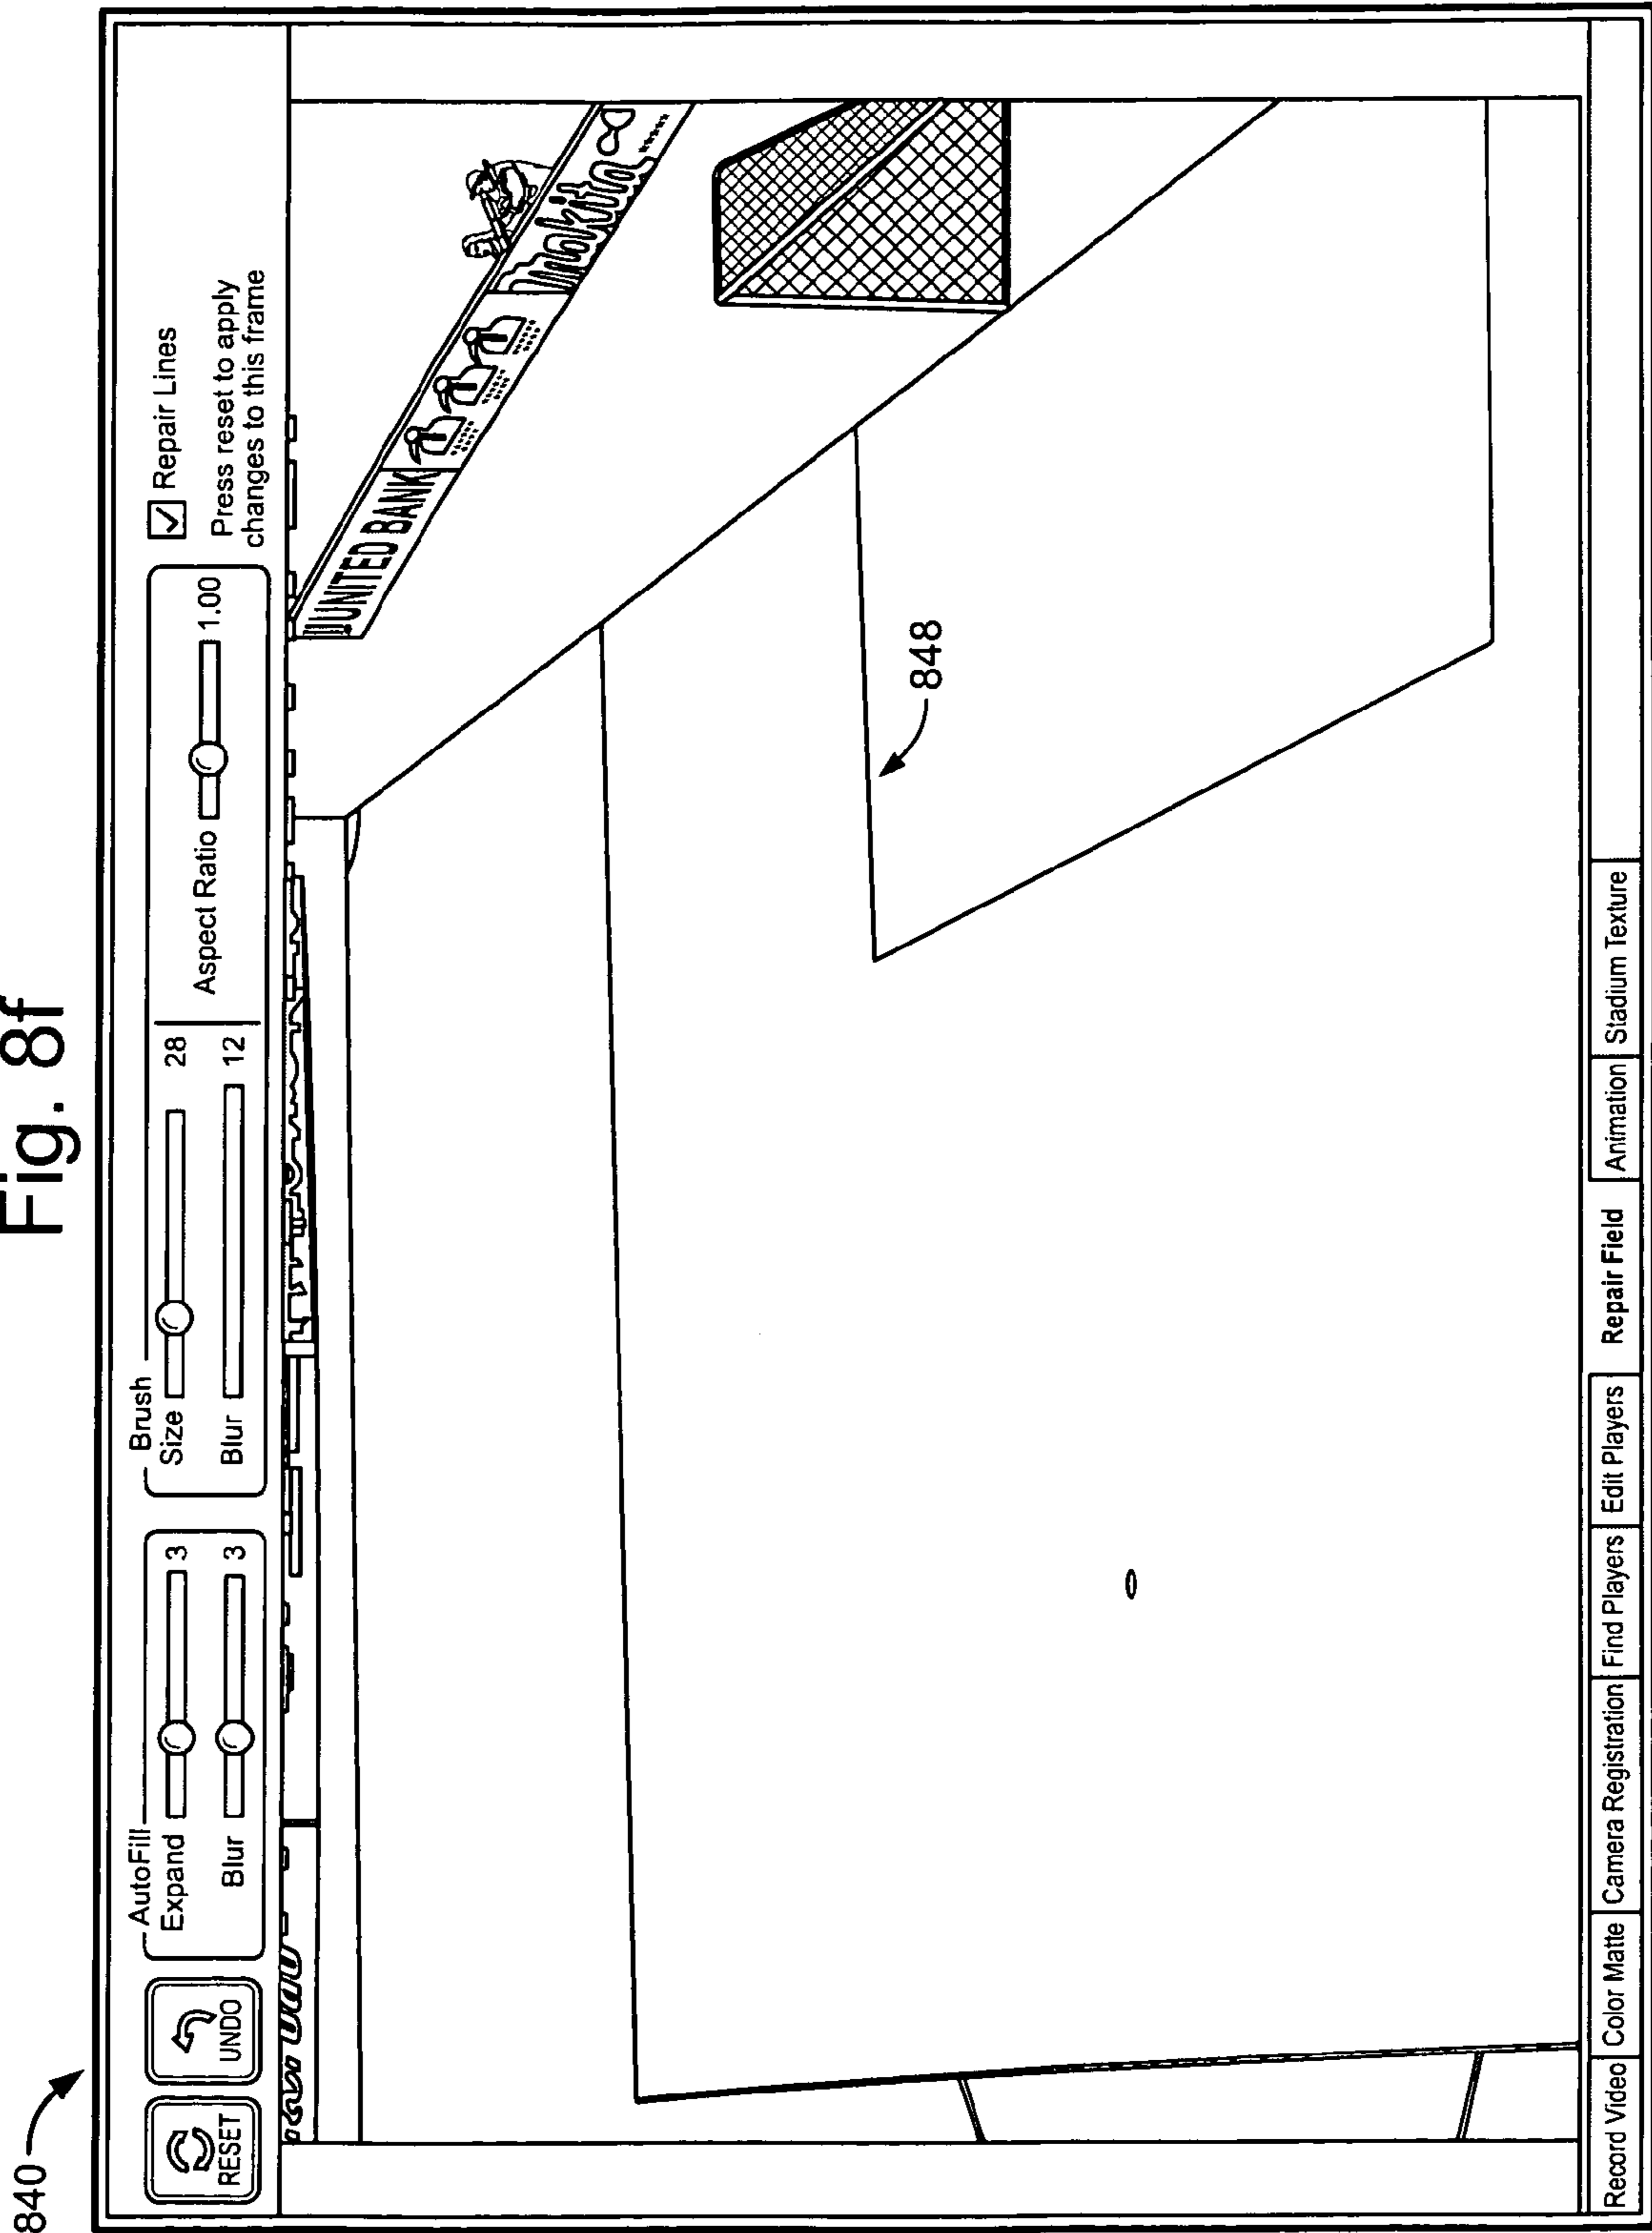 Fig. 8f
840
RESET
UNDO
AutoFill
Expand 3
Blur 3
Brush
Size 28
Blur 12
Aspect Ratio 1.00
Repair Lines
Press reset to apply
changes to this frame
UNITED BANK
makita
848
Record Video Color Matte Camera Registration Find Players Edit Players Repair Field Animation Stadium Texture